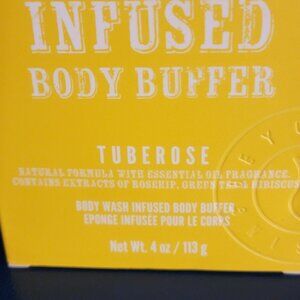 INFUSED
BODY BUFFER
TUBEROSE
NATURAL FORMULA WITH ESSENTIAL OIL FRAGRANCE.
CONTAINS EXTRACTS OF ROSEHIP, GREEN TEA & HIBISCUS
BODY WASH INFUSED BODY BUFFER
EPONGE INFUSÉE POUR LE CORPS
Net Wt. 4 oz / 113 g